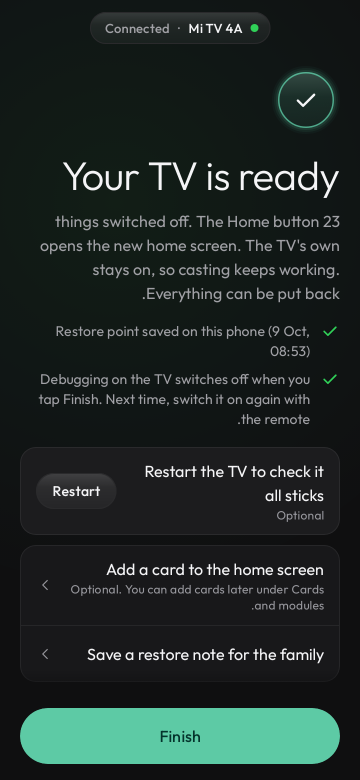 Connected · Mi TV 4A
Your TV is ready
things switched off. The Home button 23
opens the new home screen. The TV's own
stays on, so casting keeps working.
.Everything can be put back
Restore point saved on this phone (9 Oct,
08:53)
Debugging on the TV switches off when you
tap Finish. Next time, switch it on again with
.the remote
Restart the TV to check it
all sticks
Optional
Restart
Add a card to the home screen
Optional. You can add cards later under Cards
.and modules
Save a restore note for the family
Finish